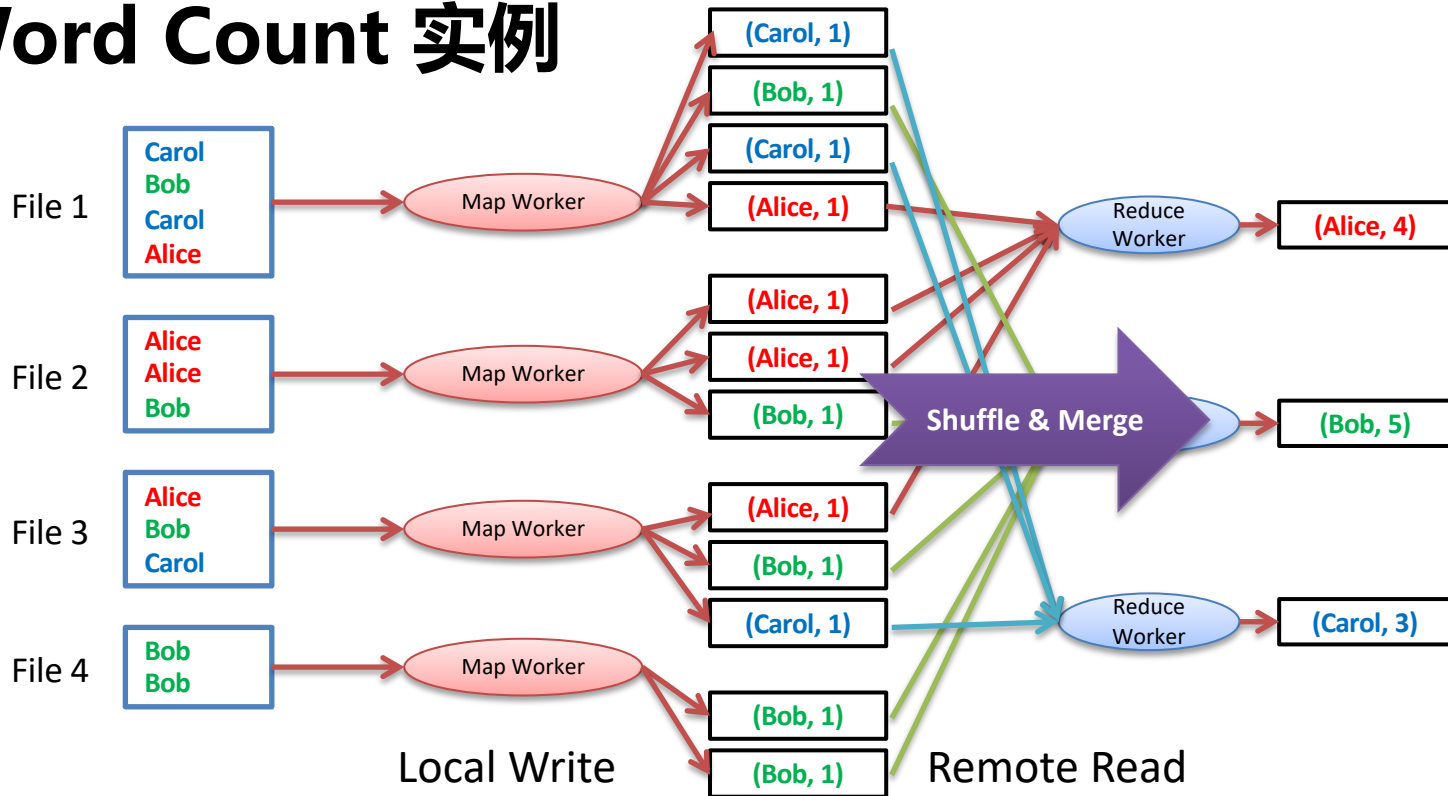 ord Count 实例
File 1
Carol
Bob
Carol
Alice
Map Worker
(Carol, 1)
(Bob, 1)
(Carol, 1)
(Alice, 1)
Reduce
Worker
(Alice, 4)
File 2
Alice
Alice
Bob
Map Worker
(Alice, 1)
(Alice, 1)
(Bob, 1)
Shuffle & Merge
(Bob, 5)
File 3
Alice
Bob
Carol
Map Worker
(Alice, 1)
(Bob, 1)
(Carol, 1)
Reduce
Worker
(Carol, 3)
File 4
Bob
Bob
Map Worker
(Bob, 1)
(Bob, 1)
Local Write
Remote Read